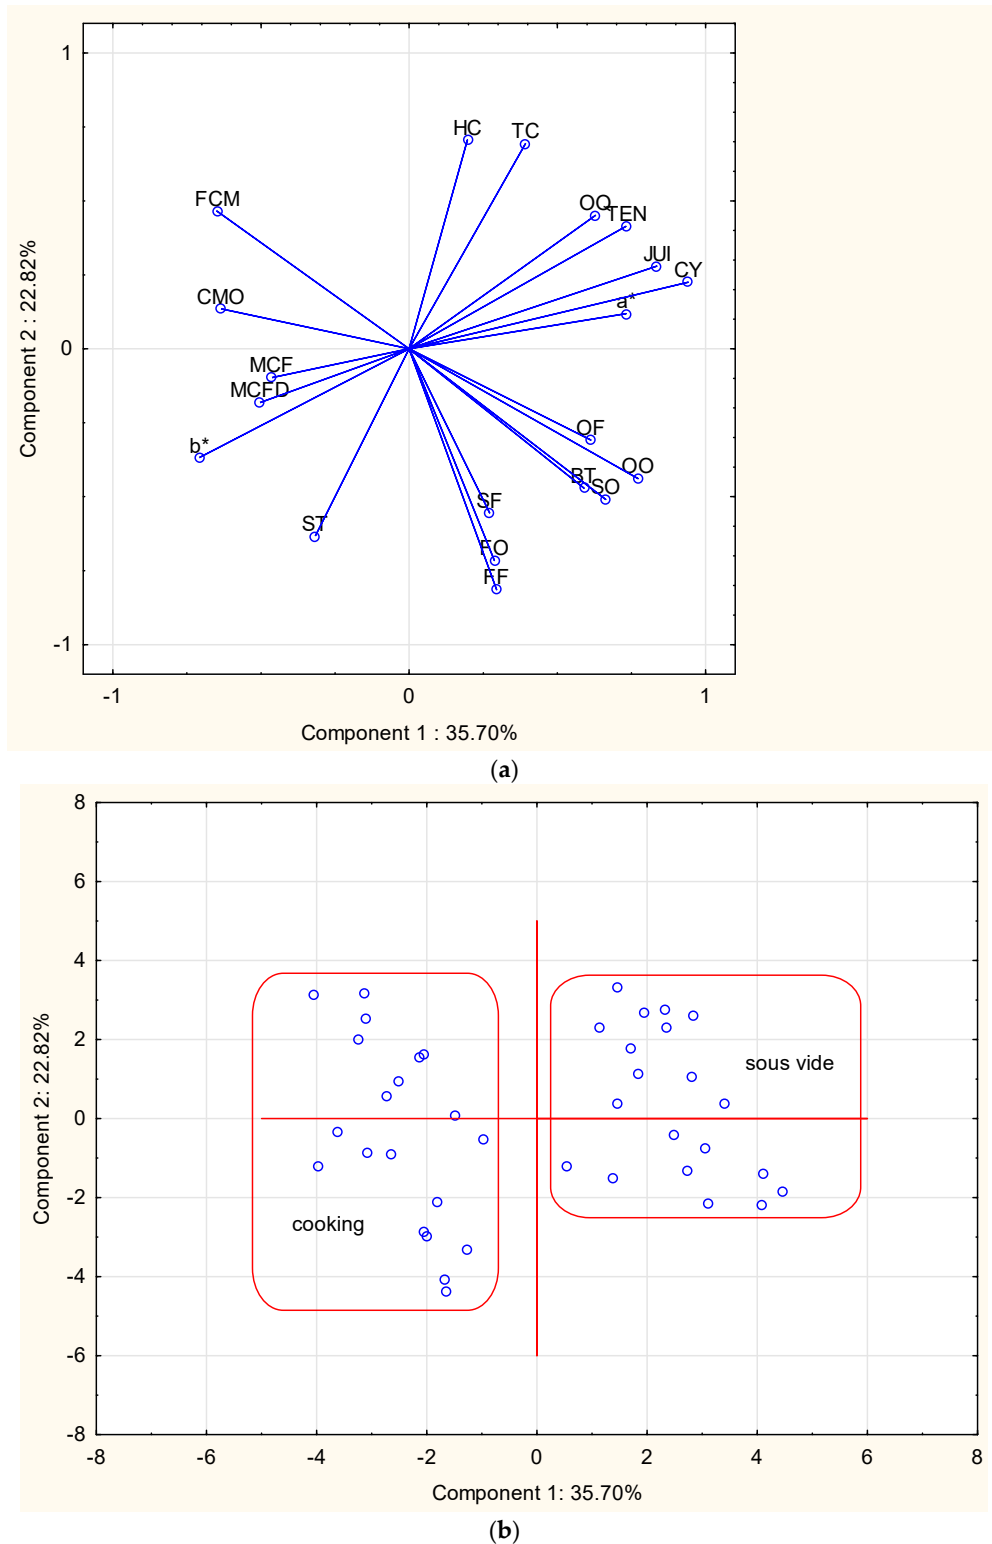 1
HC
TC
FCM
OQ
TEN
JUI
CY
CMO
a*
0
MCF
MCFD
b*
OF
OO
BT
SO
SF
ST
FO
FF
-1
-1 0 1
Component 2 : 22.82%
Component 1 : 35.70%
(a)
8
6
4
2
sous vide
0
-2
cooking
-4
-6
-8
-8 -6 -4 -2 0 2 4 6 8
Component 2: 22.82%
Component 1: 35.70%
(b)